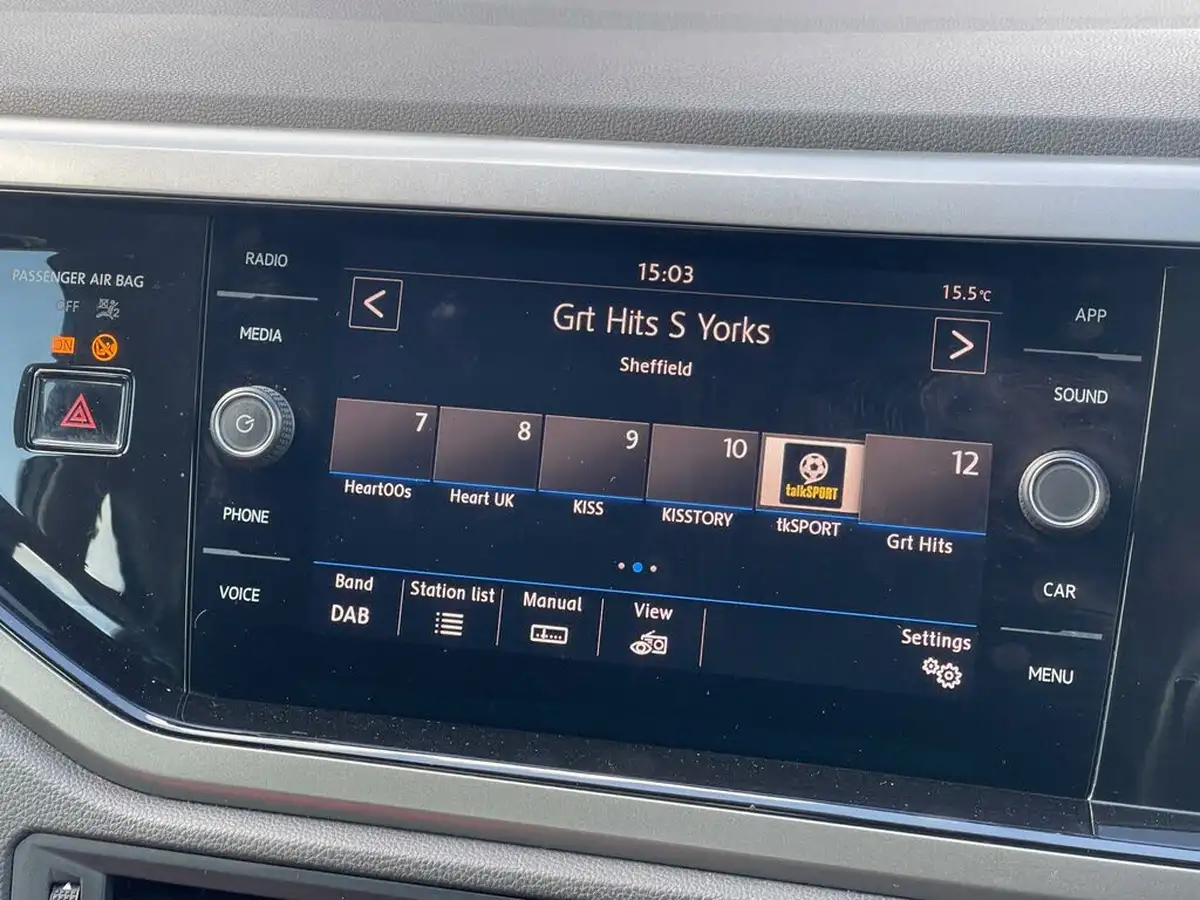 PASSENGER AIR BAG
OFF
ON
RADIO
MEDIA
PHONE
VOICE
15:03
15.5°C
<
Grt Hits S Yorks
>
Sheffield
7
8
9
10
talkSPORT
12
Heart00s
Heart UK
KISS
KISSTORY
tkSPORT
Grt Hits
Band
DAB
Station list
Manual
View
Settings
APP
SOUND
CAR
MENU